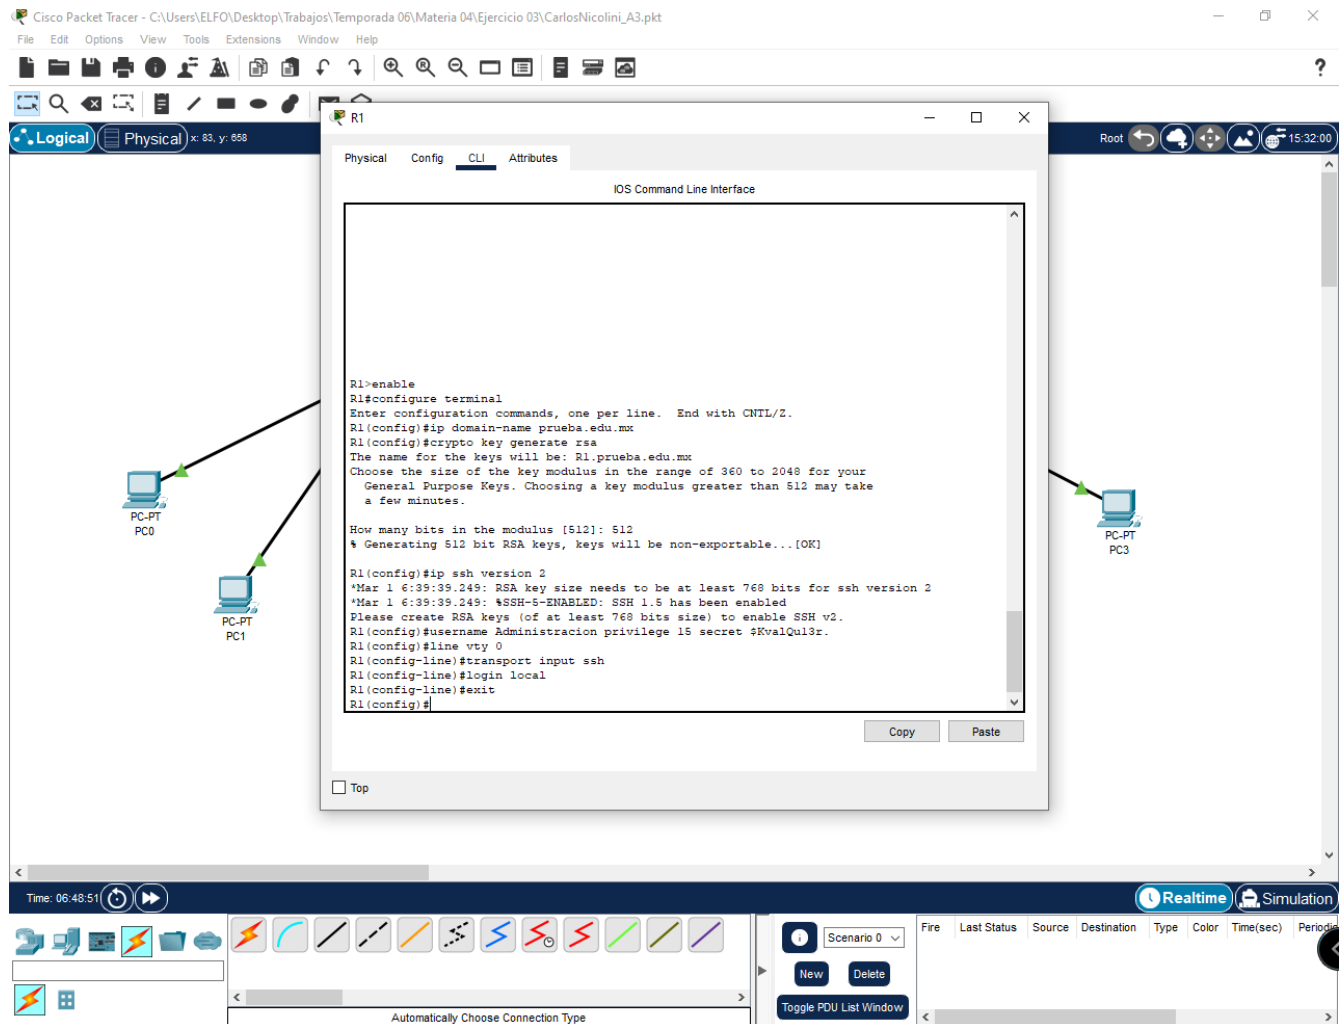 Cisco Packet Tracer - C:\Users\ELFO\Desktop\Trabajos\Temporada 06\Materia 04\Ejercicio 03\CarlosNicolini_A3.pkt
File Edit Options View Tools Extensions Window Help
?
Logical Physical x: 83, y: 658
Root 15:32:00
R1
Physical Config CLI Attributes
IOS Command Line Interface
R1>enable
R1#configure terminal
Enter configuration commands, one per line.  End with CNTL/Z.
R1(config)#ip domain-name prueba.edu.mx
R1(config)#crypto key generate rsa
The name for the keys will be: R1.prueba.edu.mx
Choose the size of the key modulus in the range of 360 to 2048 for your
General Purpose Keys. Choosing a key modulus greater than 512 may take
a few minutes.
How many bits in the modulus [512]: 512
% Generating 512 bit RSA keys, keys will be non-exportable...[OK]
R1(config)#ip ssh version 2
*Mar 1 6:39:39.249: RSA key size needs to be at least 768 bits for ssh version 2
*Mar 1 6:39:39.249: %SSH-5-ENABLED: SSH 1.5 has been enabled
Please create RSA keys (of at least 768 bits size) to enable SSH v2.
R1(config)#username Administracion privilege 15 secret $KvalQul3r.
R1(config)#line vty 0
R1(config-line)#transport input ssh
R1(config-line)#login local
R1(config-line)#exit
R1(config)#
Copy Paste
Top
PC-PT
PC0
PC-PT
PC1
PC-PT
PC3
Time: 06:48:51
Realtime Simulation
Scenario 0
New Delete
Toggle PDU List Window
Fire Last Status Source Destination Type Color Time(sec) Periodic
Automatically Choose Connection Type